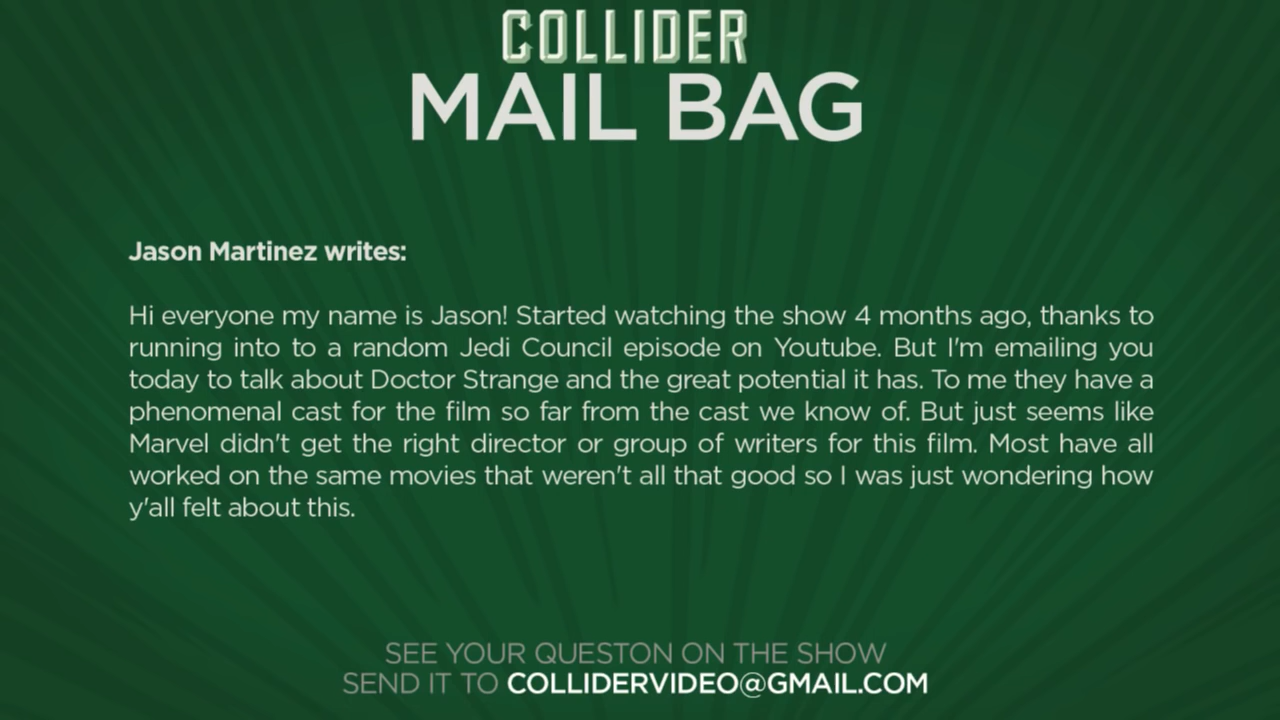 COLLIDER
MAIL BAG
Jason Martinez writes:
Hi everyone my name is Jason! Started watching the show 4 months ago, thanks to
running into to a random Jedi Council episode on Youtube. But I'm emailing you
today to talk about Doctor Strange and the great potential it has. To me they have a
phenomenal cast for the film so far from the cast we know of. But just seems like
Marvel didn't get the right director or group of writers for this film. Most have all
worked on the same movies that weren't all that good so I was just wondering how
y'all felt about this.
SEE YOUR QUESTON ON THE SHOW
SEND IT TO COLLIDERVIDEO@GMAIL.COM